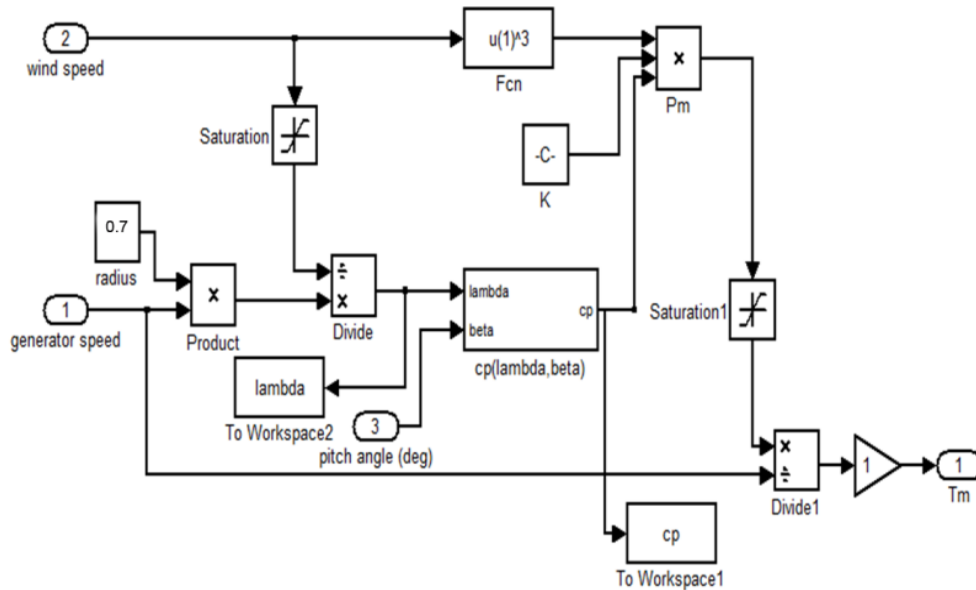 2
wind speed
u(1)^3
Fcn
×
Pm
Saturation
-C-
K
0.7
radius
1
generator speed
×
Product
÷
×
Divide
lambda
beta
cp
cp(lambda,beta)
Saturation1
lambda
To Workspace2
3
pitch angle (deg)
×
÷
Divide1
1
1
Tm
cp
To Workspace1